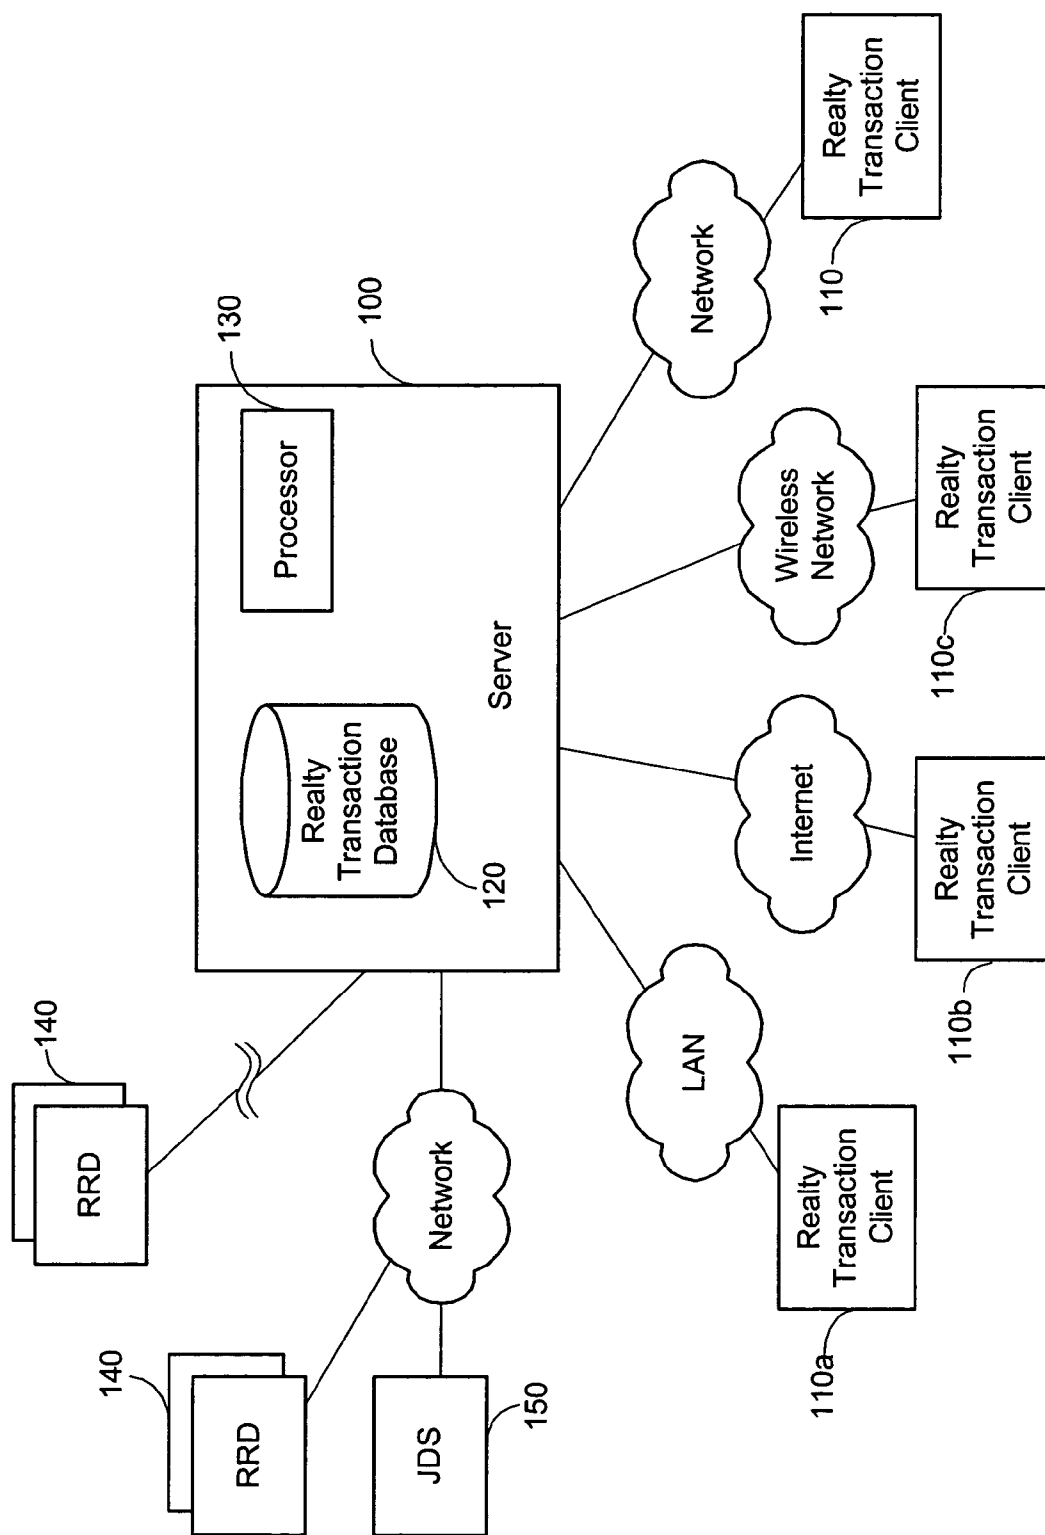 140
RRD
140
RRD
JDS
150
Network
130
100
Processor
Realty
Transaction
Database
120
Server
LAN
Internet
Wireless
Network
Network
Realty
Transaction
Client
110a
Realty
Transaction
Client
110b
Realty
Transaction
Client
110c
Realty
Transaction
Client
110